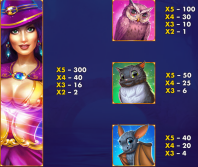 X5 - 300
X4 - 40
X3 - 16
X2 - 2
X5 - 100
X4 - 30
X3 - 10
X2 - 1
X5 - 50
X4 - 25
X3 - 6
X5 - 40
X4 - 20
X3 - 4